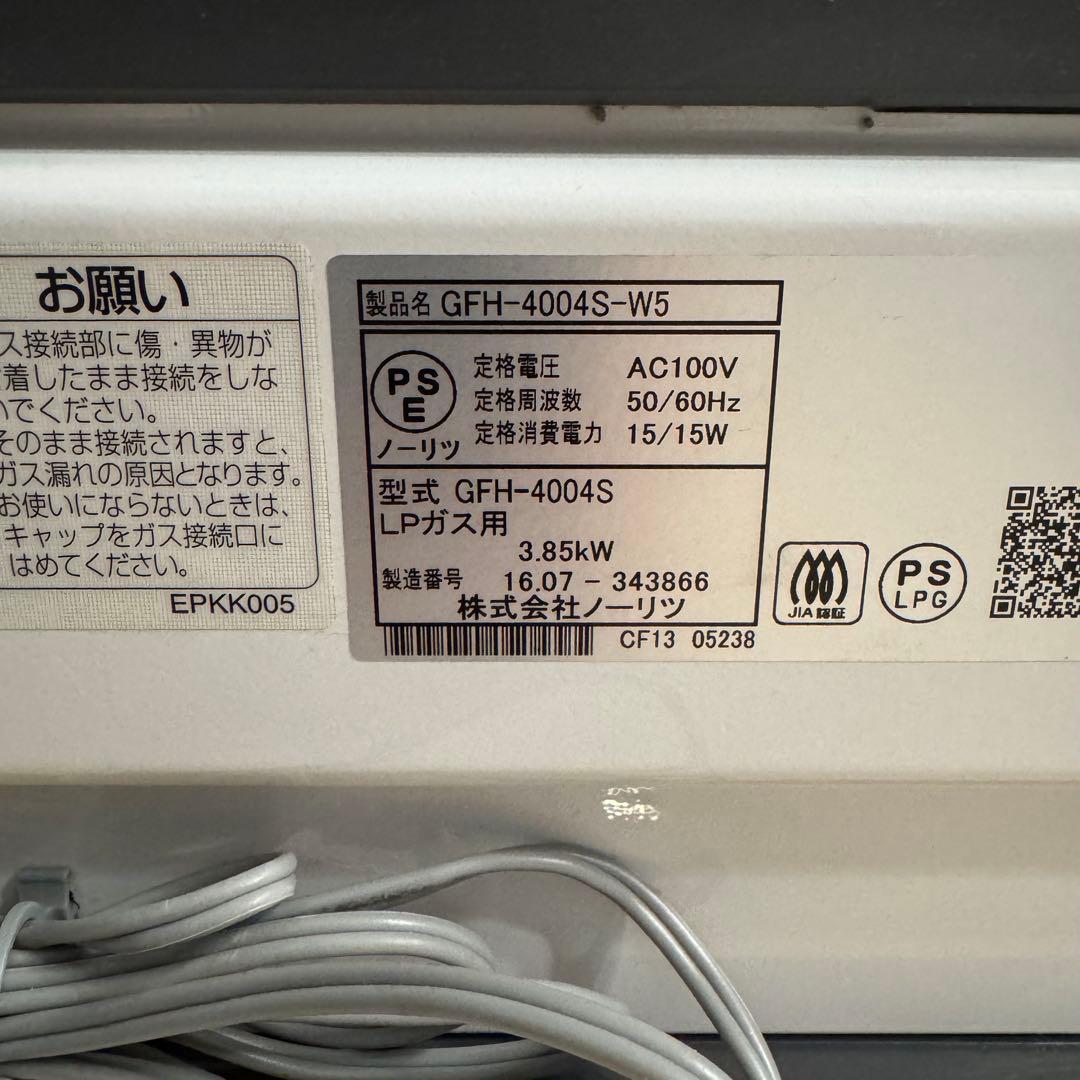 お願い
ス接続部に傷・異物が
着したまま接続をしな
いでください。
そのまま接続されますと、
ガス漏れの原因となります。
お使いにならないときは、
キャップをガス接続口に
はめてください。
EPKK005
製品名 GFH-4004S-W5
PS
E
ノーリツ
定格電圧 AC100V
定格周波数 50/60Hz
定格消費電力 15/15W
型式 GFH-4004S
LPガス用
3.85kW
製造番号 16.07 - 343866
株式会社ノーリツ
CF13 05238
JIA 認証
PS
LPG